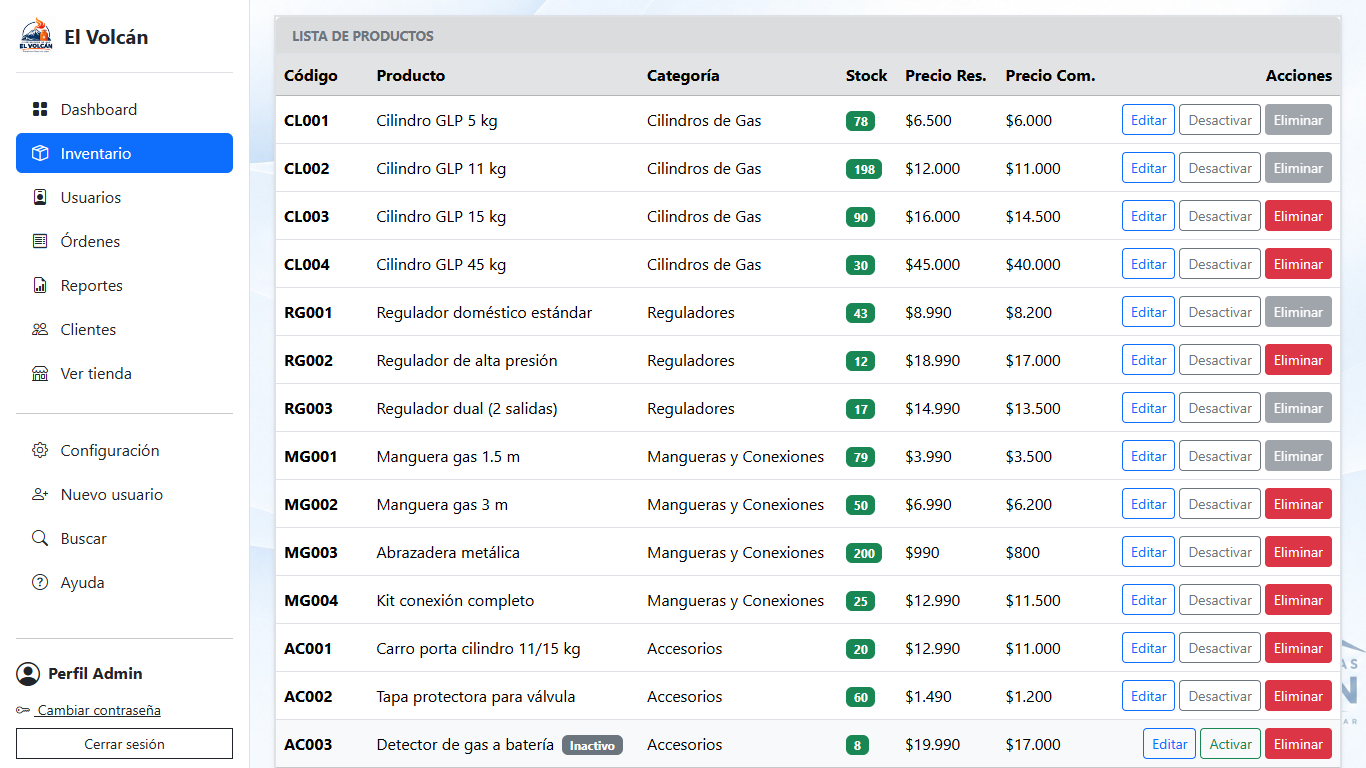 EL VOLCÁN
El Volcán
Dashboard
Inventario
Usuarios
Órdenes
Reportes
Clientes
Ver tienda
Configuración
Nuevo usuario
Buscar
Ayuda
Perfil Admin
Cambiar contraseña
Cerrar sesión
LISTA DE PRODUCTOS
Código Producto Categoría Stock Precio Res. Precio Com. Acciones
CL001 Cilindro GLP 5 kg Cilindros de Gas 78 $6.500 $6.000 Editar Desactivar Eliminar
CL002 Cilindro GLP 11 kg Cilindros de Gas 198 $12.000 $11.000 Editar Desactivar Eliminar
CL003 Cilindro GLP 15 kg Cilindros de Gas 90 $16.000 $14.500 Editar Desactivar Eliminar
CL004 Cilindro GLP 45 kg Cilindros de Gas 30 $45.000 $40.000 Editar Desactivar Eliminar
RG001 Regulador doméstico estándar Reguladores 43 $8.990 $8.200 Editar Desactivar Eliminar
RG002 Regulador de alta presión Reguladores 12 $18.990 $17.000 Editar Desactivar Eliminar
RG003 Regulador dual (2 salidas) Reguladores 17 $14.990 $13.500 Editar Desactivar Eliminar
MG001 Manguera gas 1.5 m Mangueras y Conexiones 79 $3.990 $3.500 Editar Desactivar Eliminar
MG002 Manguera gas 3 m Mangueras y Conexiones 50 $6.990 $6.200 Editar Desactivar Eliminar
MG003 Abrazadera metálica Mangueras y Conexiones 200 $990 $800 Editar Desactivar Eliminar
MG004 Kit conexión completo Mangueras y Conexiones 25 $12.990 $11.500 Editar Desactivar Eliminar
AC001 Carro porta cilindro 11/15 kg Accesorios 20 $12.990 $11.000 Editar Desactivar Eliminar
AC002 Tapa protectora para válvula Accesorios 60 $1.490 $1.200 Editar Desactivar Eliminar
AC003 Detector de gas a batería Inactivo Accesorios 8 $19.990 $17.000 Editar Activar Eliminar